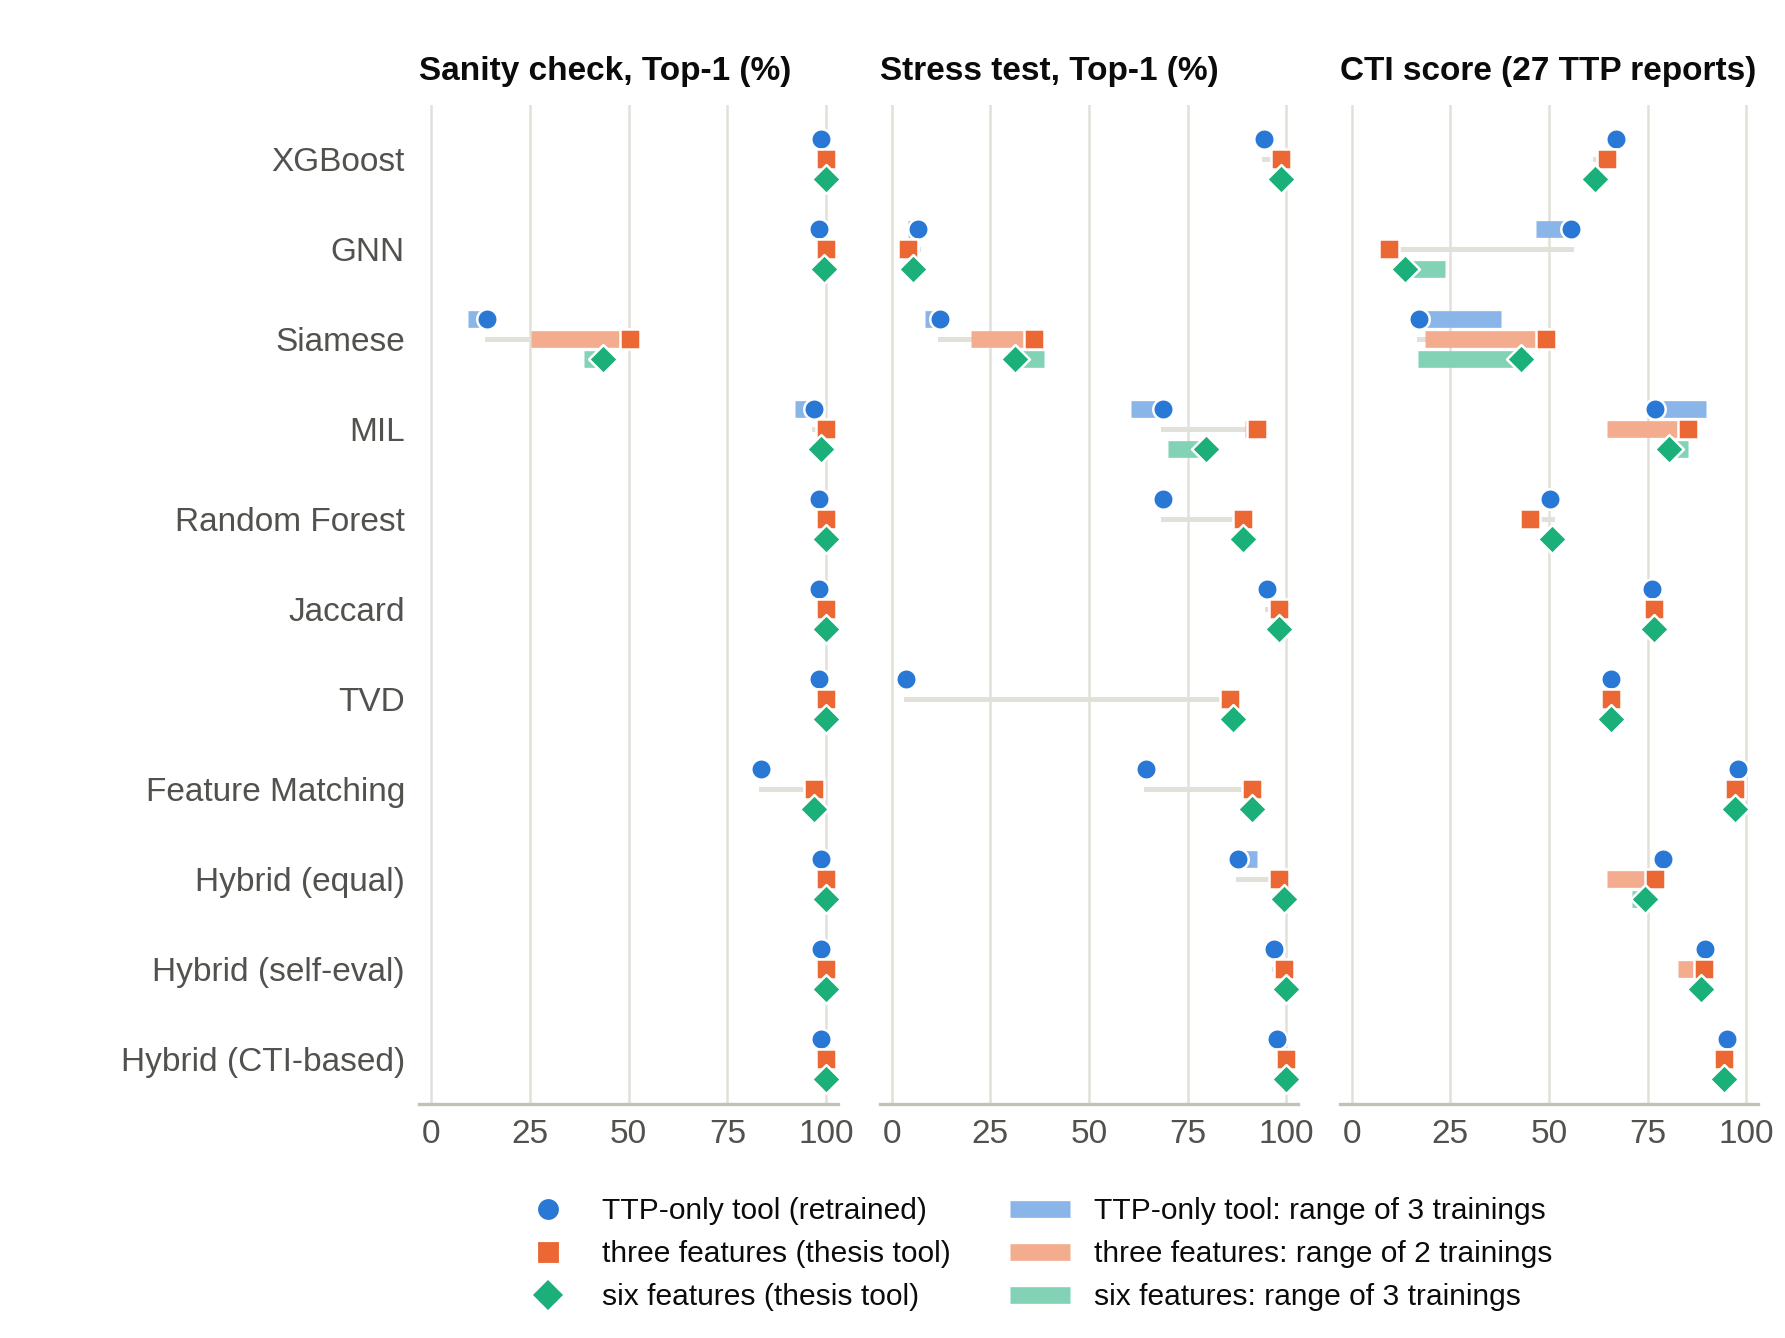 Sanity check, Top-1 (%)
Stress test, Top-1 (%)
CTI score (27 TTP reports)
XGBoost
GNN
Siamese
MIL
Random Forest
Jaccard
TVD
Feature Matching
Hybrid (equal)
Hybrid (self-eval)
Hybrid (CTI-based)
0 25 50 75 100
0 25 50 75 100
0 25 50 75 100
TTP-only tool (retrained)
three features (thesis tool)
six features (thesis tool)
TTP-only tool: range of 3 trainings
three features: range of 2 trainings
six features: range of 3 trainings